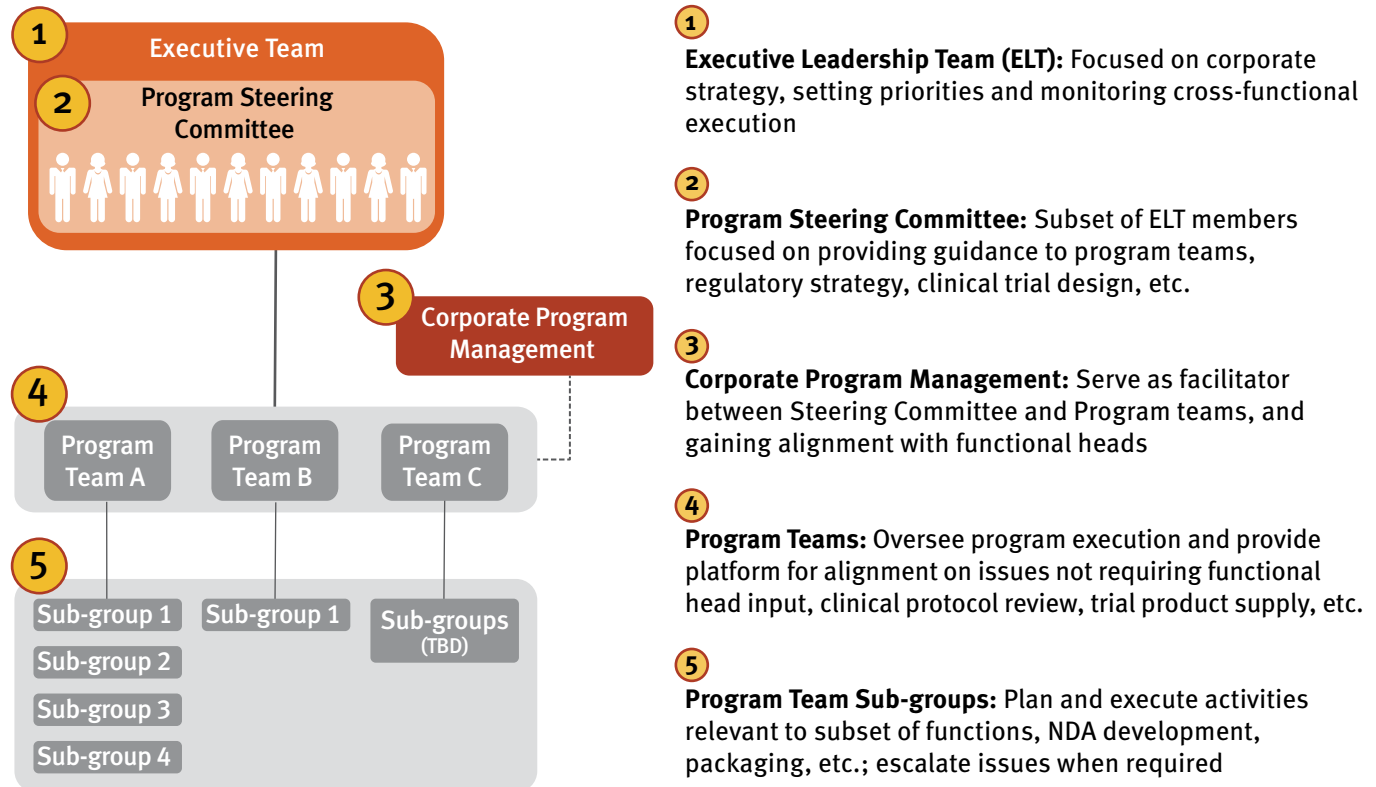 1
Executive Team
2
Program Steering
Committee
3
Corporate Program
Management
4
Program
Team A
Program
Team B
Program
Team C
5
Sub-group 1
Sub-group 2
Sub-group 3
Sub-group 4
Sub-group 1
Sub-groups
(TBD)
1
Executive Leadership Team (ELT): Focused on corporate
strategy, setting priorities and monitoring cross-functional
execution
2
Program Steering Committee: Subset of ELT members
focused on providing guidance to program teams,
regulatory strategy, clinical trial design, etc.
3
Corporate Program Management: Serve as facilitator
between Steering Committee and Program teams, and
gaining alignment with functional heads
4
Program Teams: Oversee program execution and provide
platform for alignment on issues not requiring functional
head input, clinical protocol review, trial product supply, etc.
5
Program Team Sub-groups: Plan and execute activities
relevant to subset of functions, NDA development,
packaging, etc.; escalate issues when required